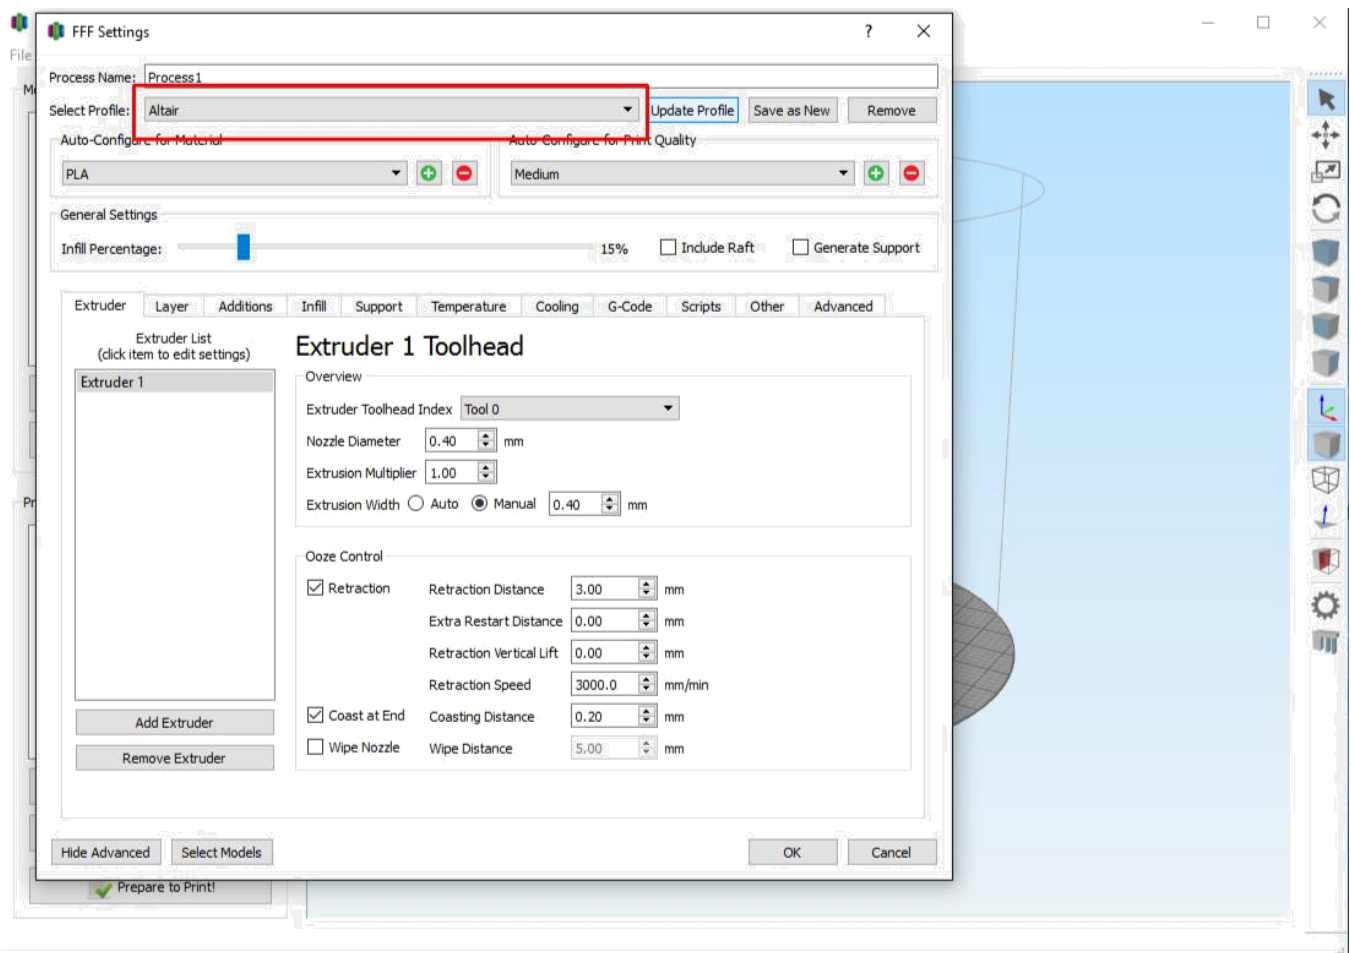 FFF Settings
?
File
Process Name: Process1
Select Profile: Altair Update Profile Save as New Remove
Auto-Configure for Material Auto-Configure for Print Quality
PLA Medium
General Settings
Infill Percentage: 15% Include Raft Generate Support
Extruder Layer Additions Infill Support Temperature Cooling G-Code Scripts Other Advanced
Extruder List
(click item to edit settings)
Extruder 1
Extruder 1 Toolhead
Overview
Extruder Toolhead Index Tool 0
Nozzle Diameter 0.40 mm
Extrusion Multiplier 1.00
Extrusion Width Auto Manual 0.40 mm
Ooze Control
Retraction Retraction Distance 3.00 mm
Extra Restart Distance 0.00 mm
Retraction Vertical Lift 0.00 mm
Retraction Speed 3000.0 mm/min
Coast at End Coasting Distance 0.20 mm
Wipe Nozzle Wipe Distance 5.00 mm
Add Extruder
Remove Extruder
Hide Advanced Select Models OK Cancel
Prepare to Print!